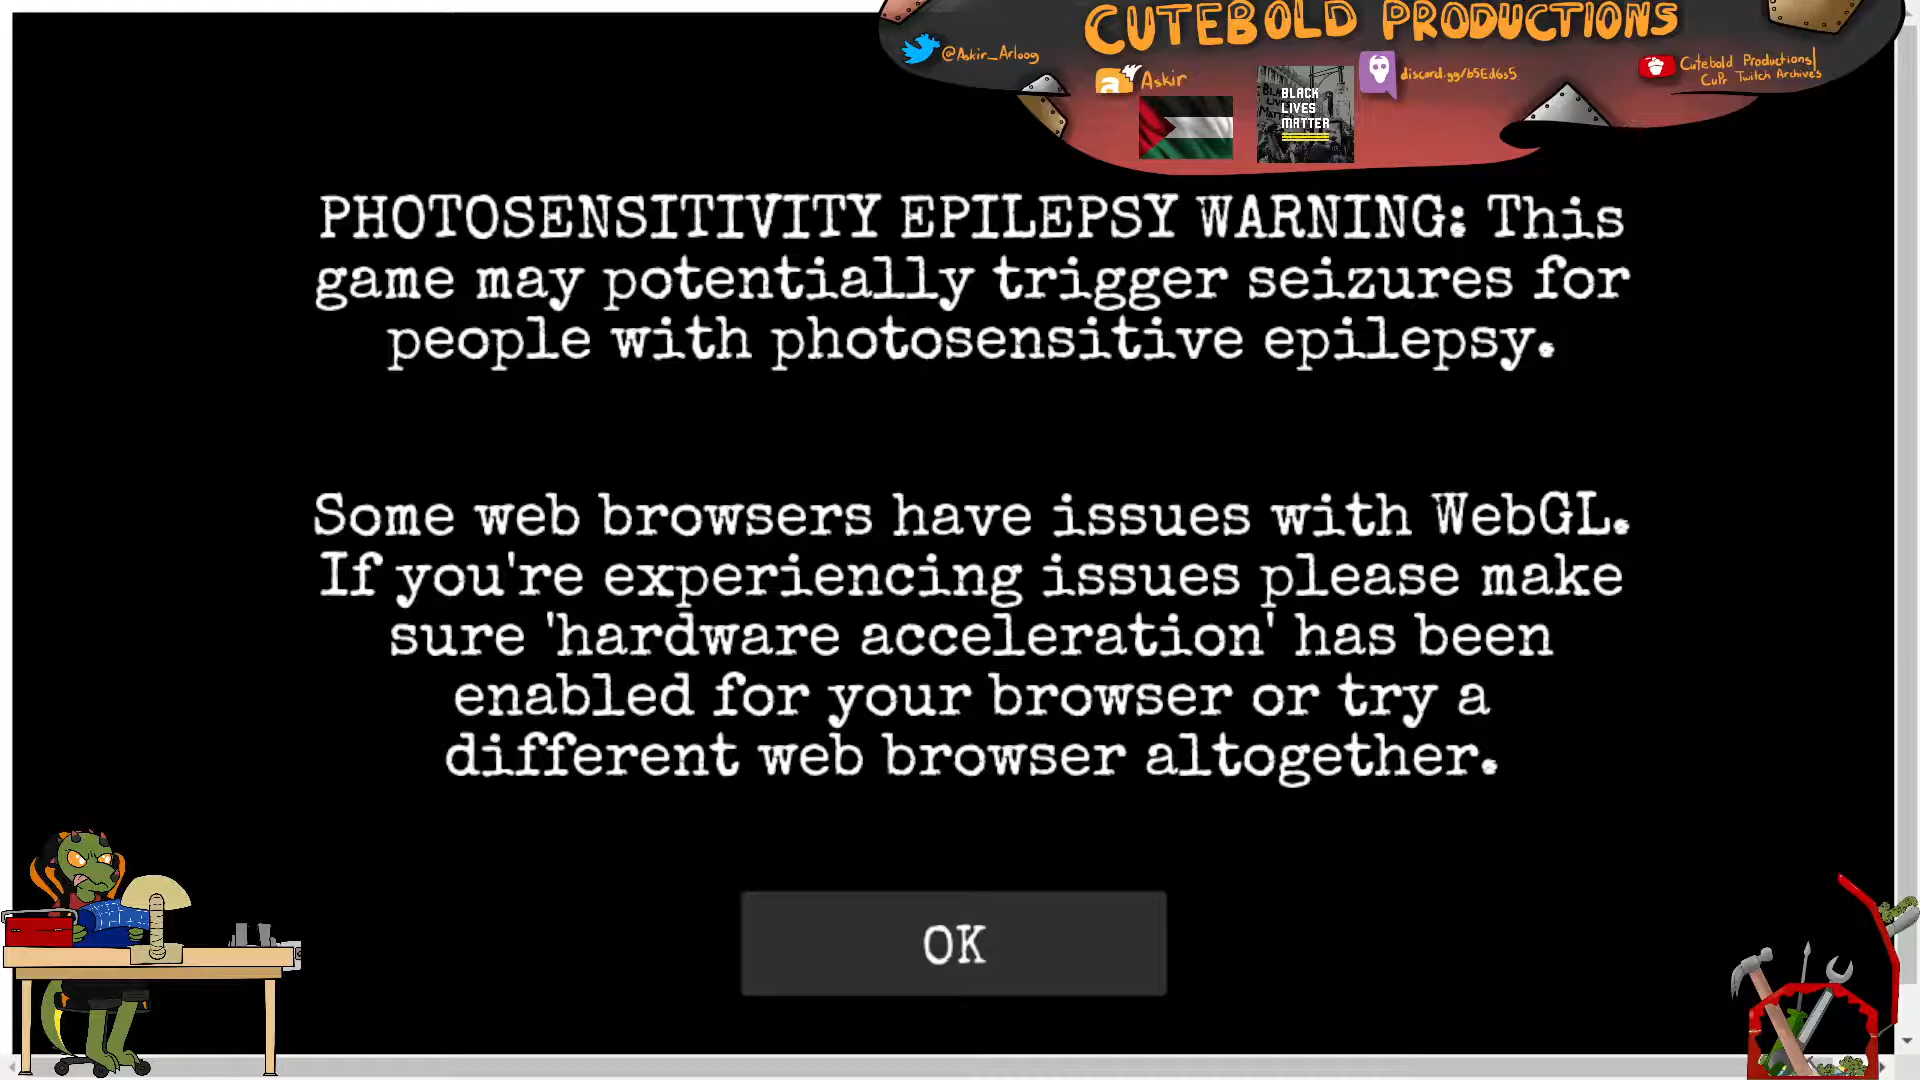 CUTEBOLD PRODUCTIONS
@Askir_Arloog
Askir
discord.gg/b5Ed6s5
Cutebold Productions|
CuPr Twitch Archives
BLACK
LIVES
MATTER
PHOTOSENSITIVITY EPILEPSY WARNING: This
game may potentially trigger seizures for
people with photosensitive epilepsy.
Some web browsers have issues with WebGL.
If you're experiencing issues please make
sure 'hardware acceleration' has been
enabled for your browser or try a
different web browser altogether.
OK